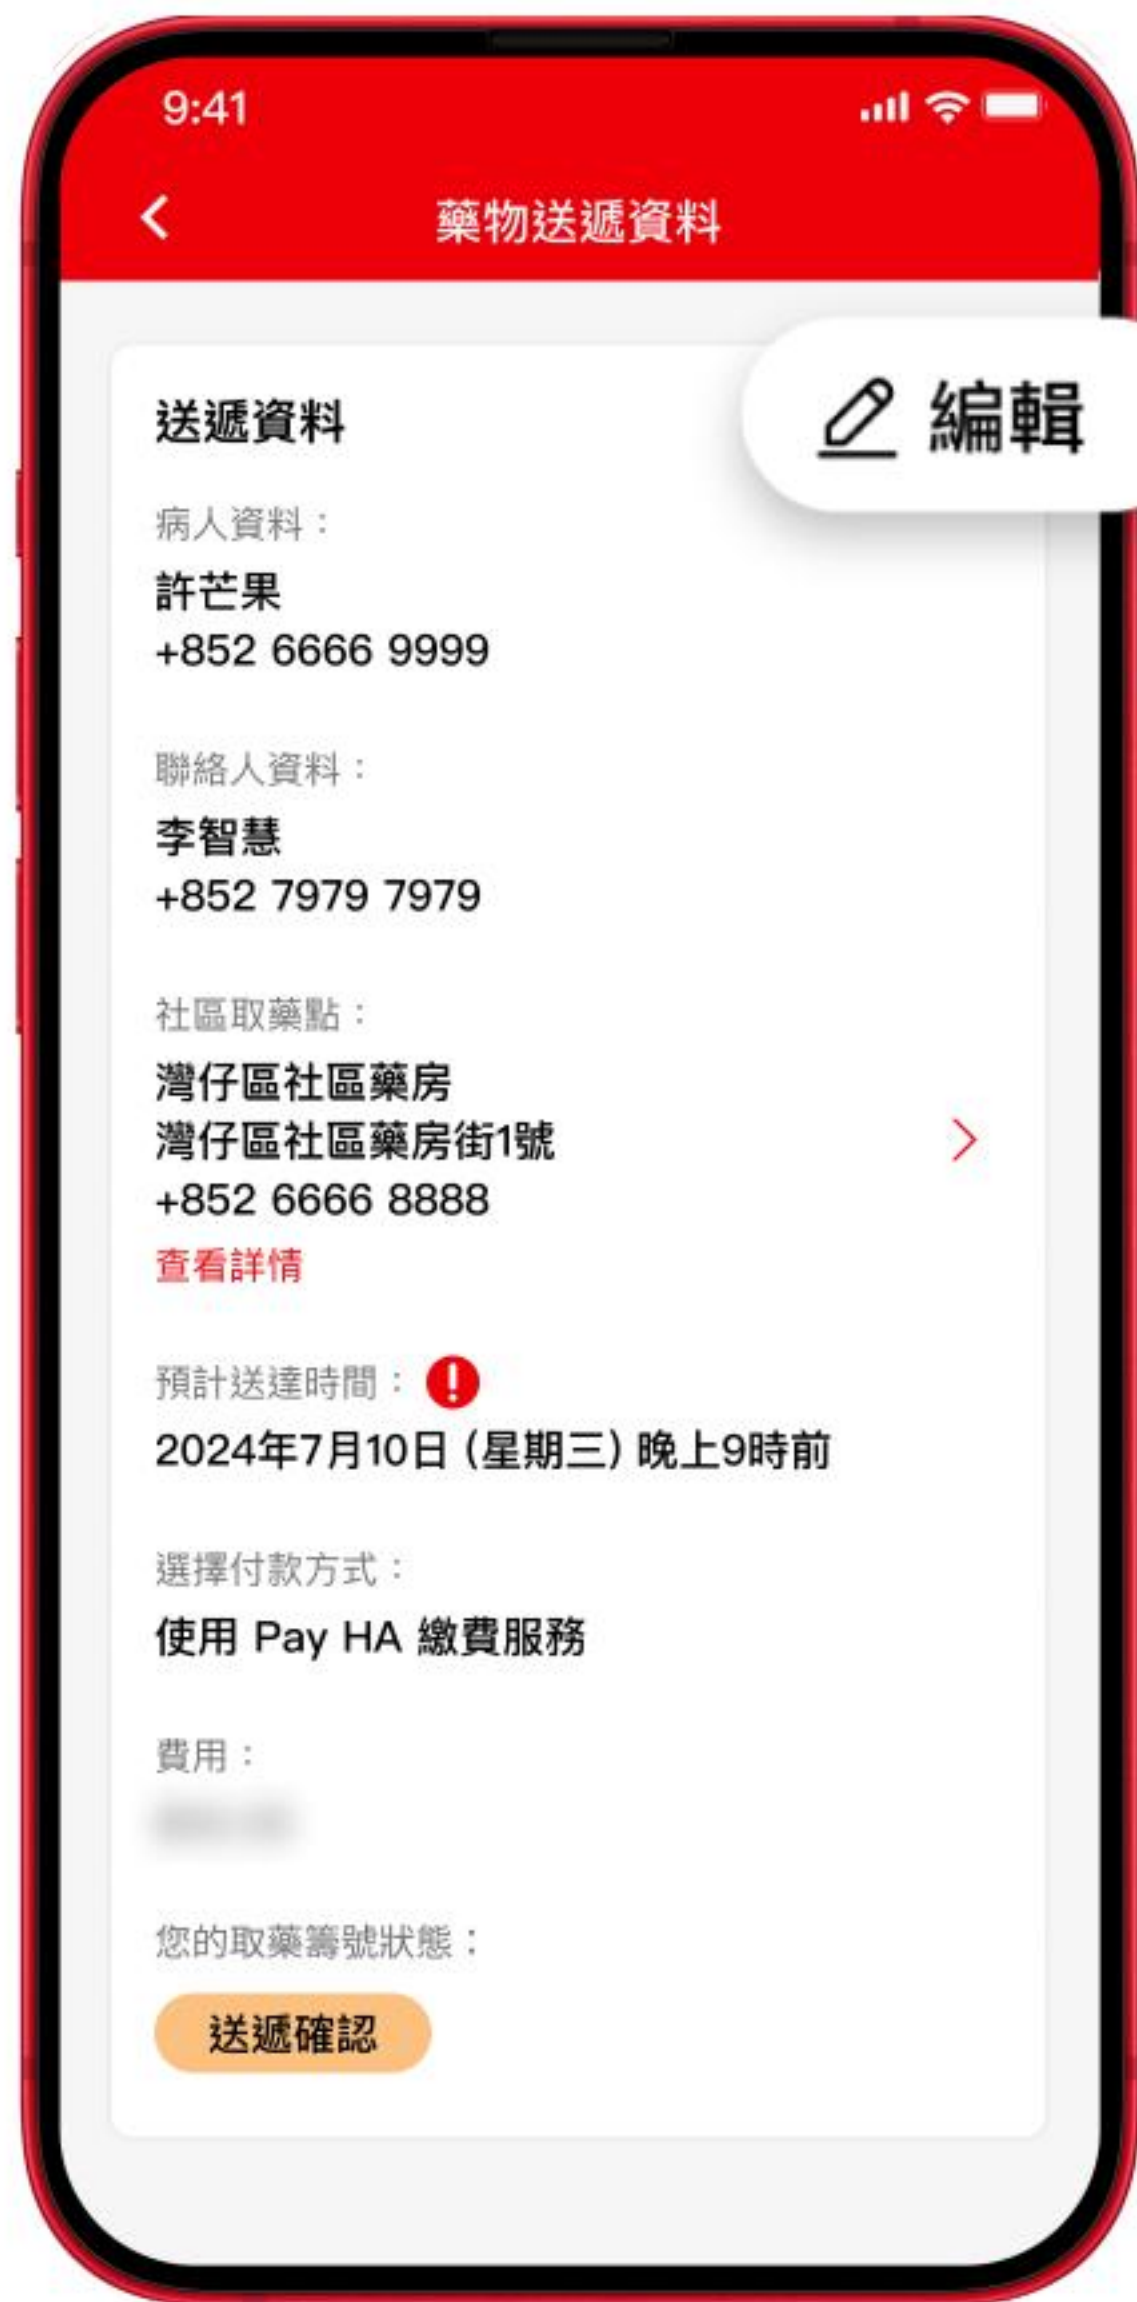 9:41
藥物送遞資料
編輯
送遞資料
病人資料：
許芒果
+852 6666 9999
聯絡人資料：
李智慧
+852 7979 7979
社區取藥點：
灣仔區社區藥房
灣仔區社區藥房街1號
+852 6666 8888
查看詳情
預計送達時間：
2024年7月10日 (星期三) 晚上9時前
選擇付款方式：
使用 Pay HA 繳費服務
費用：
您的取藥籌號狀態：
送遞確認